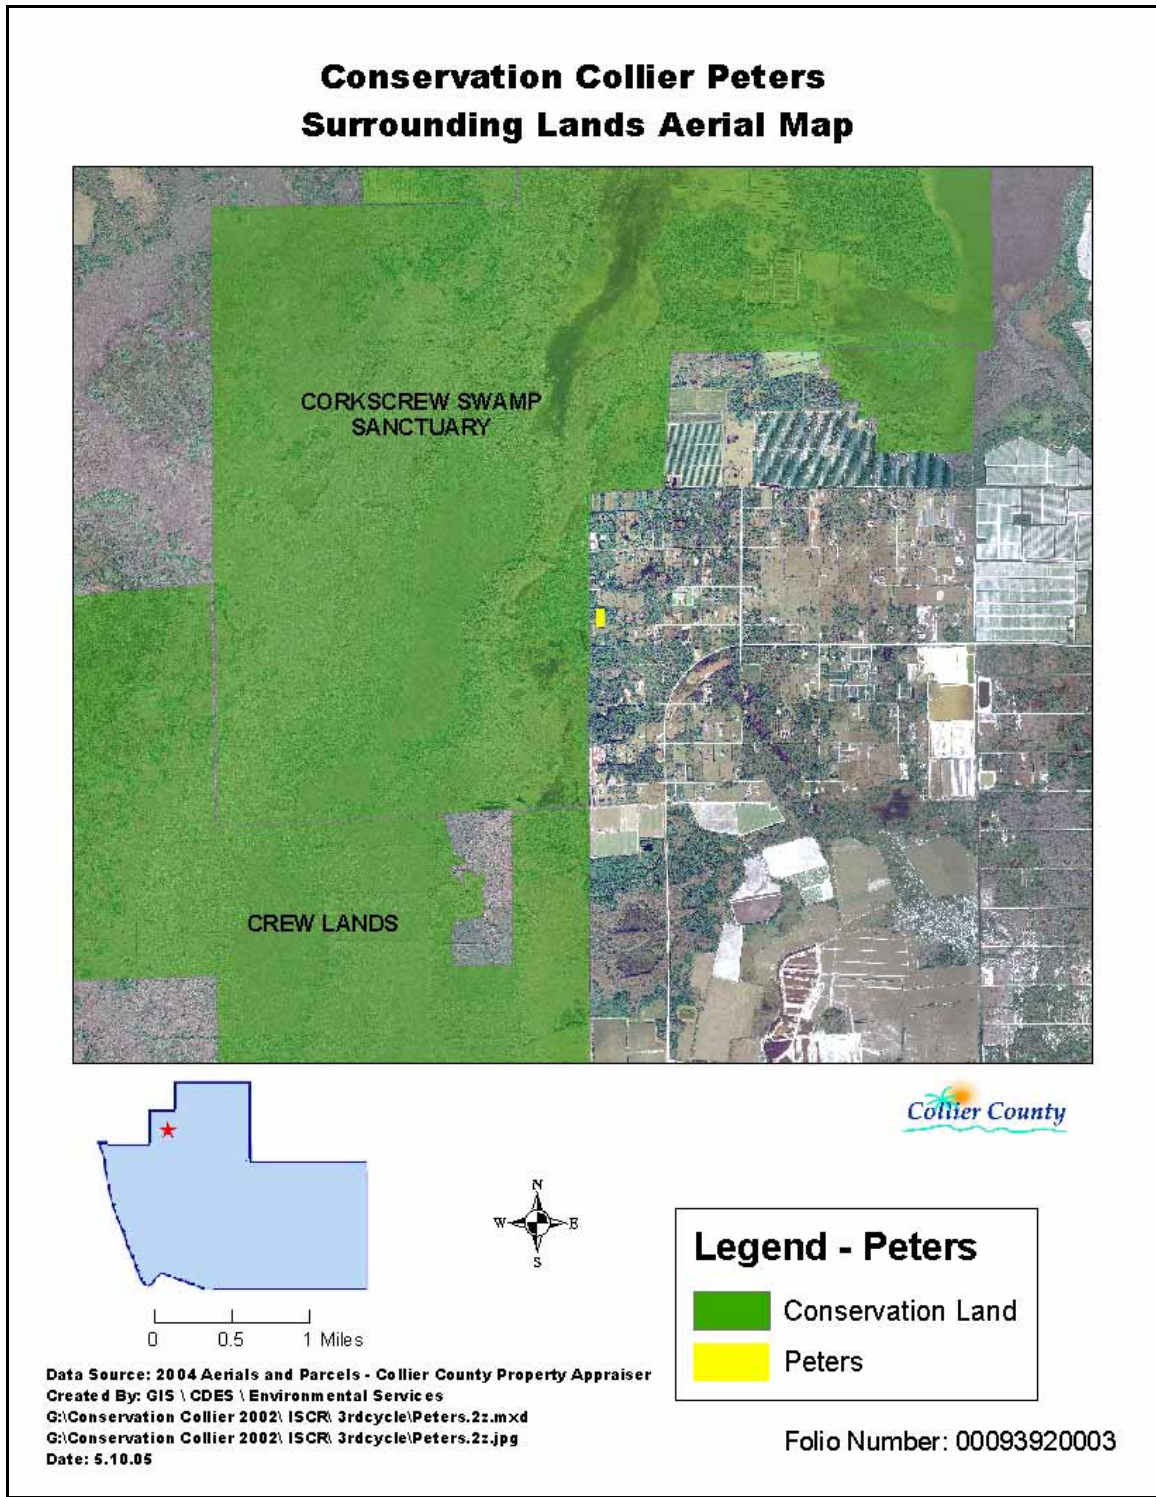 Conservation Collier Peters
Surrounding Lands Aerial Map
CORKSCREW SWAMP
SANCTUARY
CREW LANDS
Collier County
N
W E
S
Legend - Peters
Conservation Land
Peters
0 0.5 1 Miles
Data Source: 2004 Aerials and Parcels - Collier County Property Appraiser
Created By: GIS \ CDES \ Environmental Services
G:\Conservation Collier 2002\ ISCR\ 3rdcycle\Peters.2z.mxd
G:\Conservation Collier 2002\ ISCR\ 3rdcycle\Peters.2z.jpg
Date: 5.10.05
Folio Number: 00093920003